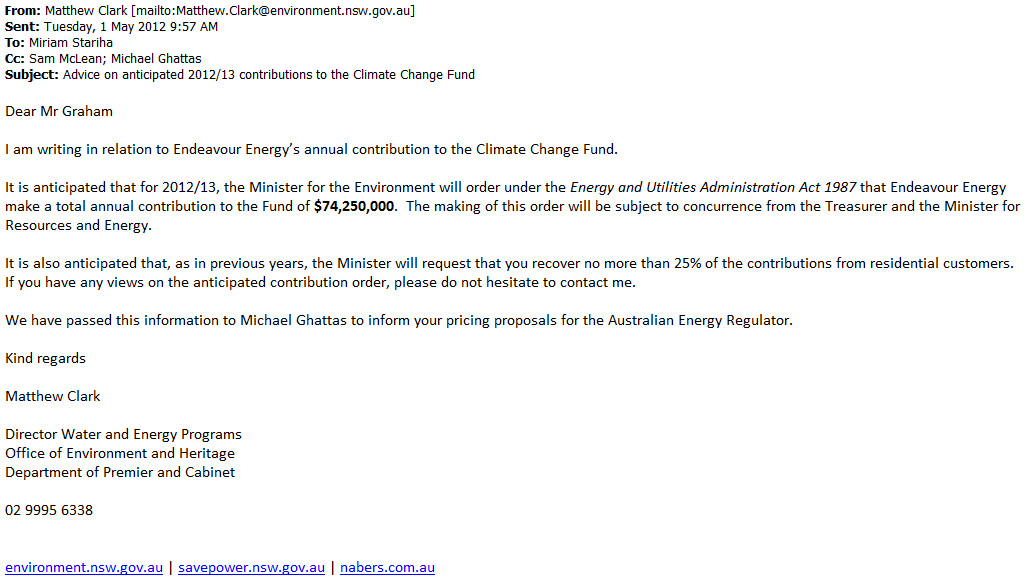 From: Matthew Clark [mailto:Matthew.Clark@environment.nsw.gov.au]
Sent: Tuesday, 1 May 2012 9:57 AM
To: Miriam Stariha
Cc: Sam McLean; Michael Ghattas
Subject: Advice on anticipated 2012/13 contributions to the Climate Change Fund
Dear Mr Graham
I am writing in relation to Endeavour Energy's annual contribution to the Climate Change Fund.
It is anticipated that for 2012/13, the Minister for the Environment will order under the Energy and Utilities Administration Act 1987 that Endeavour Energy
make a total annual contribution to the Fund of $74,250,000.  The making of this order will be subject to concurrence from the Treasurer and the Minister for
Resources and Energy.
It is also anticipated that, as in previous years, the Minister will request that you recover no more than 25% of the contributions from residential customers.
If you have any views on the anticipated contribution order, please do not hesitate to contact me.
We have passed this information to Michael Ghattas to inform your pricing proposals for the Australian Energy Regulator.
Kind regards
Matthew Clark
Director Water and Energy Programs
Office of Environment and Heritage
Department of Premier and Cabinet
02 9995 6338
environment.nsw.gov.au | savepower.nsw.gov.au | nabers.com.au